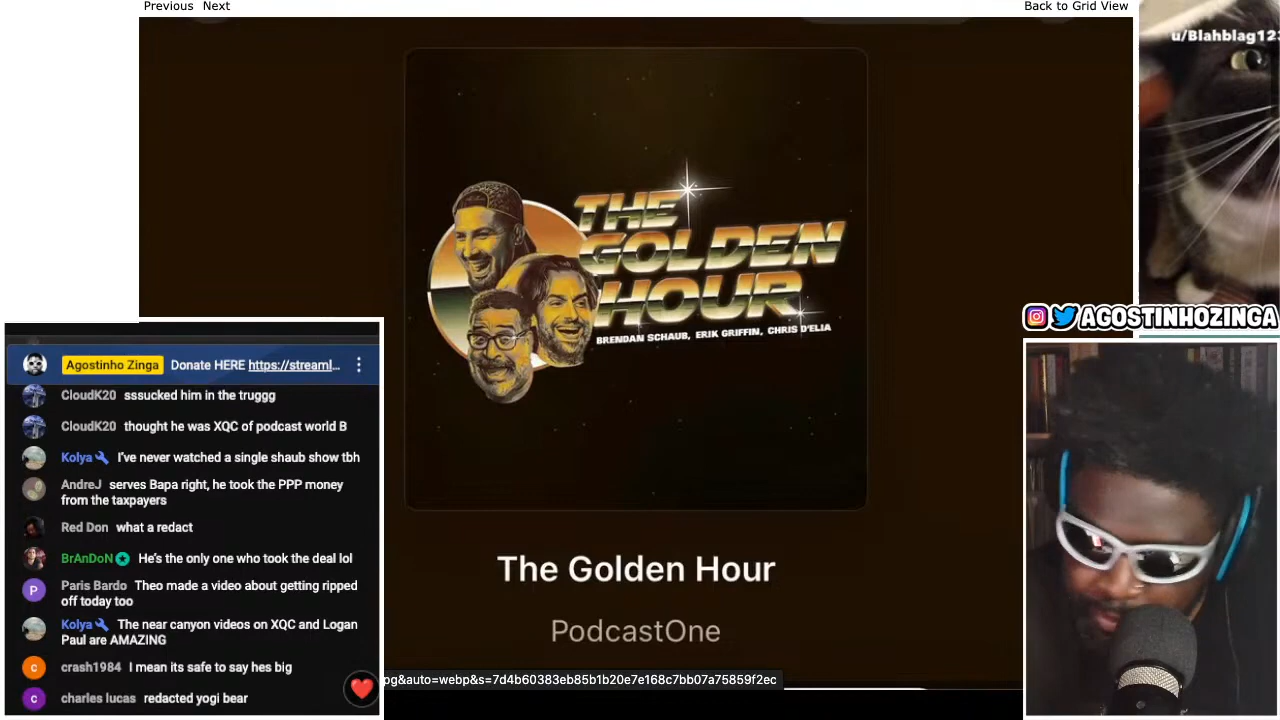 Previous Next
Back to Grid View
u/Blahblag123
THE
GOLDEN
HOUR
BRENDAN SCHAUB, ERIK GRIFFIN, CHRIS D'ELIA
AGOSTINHOZINGA
Agostinho Zinga Donate HERE https://streaml...
CloudK20 sssucked him in the truggg
CloudK20 thought he was XQC of podcast world B
Kolya I've never watched a single shaub show tbh
AndreJ serves Bapa right, he took the PPP money
from the taxpayers
Red Don what a redact
BrAnDoN He's the only one who took the deal lol
P
Paris Bardo Theo made a video about getting ripped
off today too
Kolya The near canyon videos on XQC and Logan
Paul are AMAZING
c
crash1984 I mean its safe to say hes big
c
charles lucas redacted yogi bear
The Golden Hour
PodcastOne
pg&auto=webp&s=7d4b60383eb85b1b20e7e168c7bb07a75859f2ec